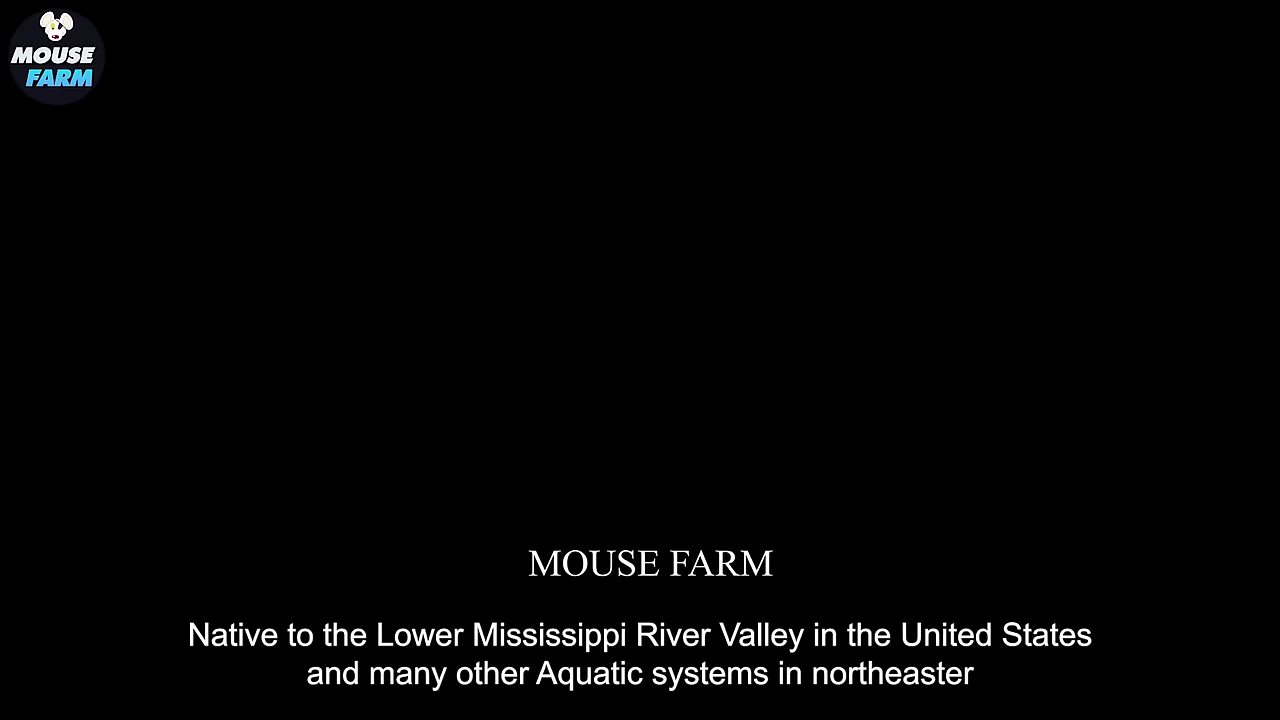 MOUSE
FARM
MOUSE FARM
Native to the Lower Mississippi River Valley in the United States
and many other Aquatic systems in northeaster